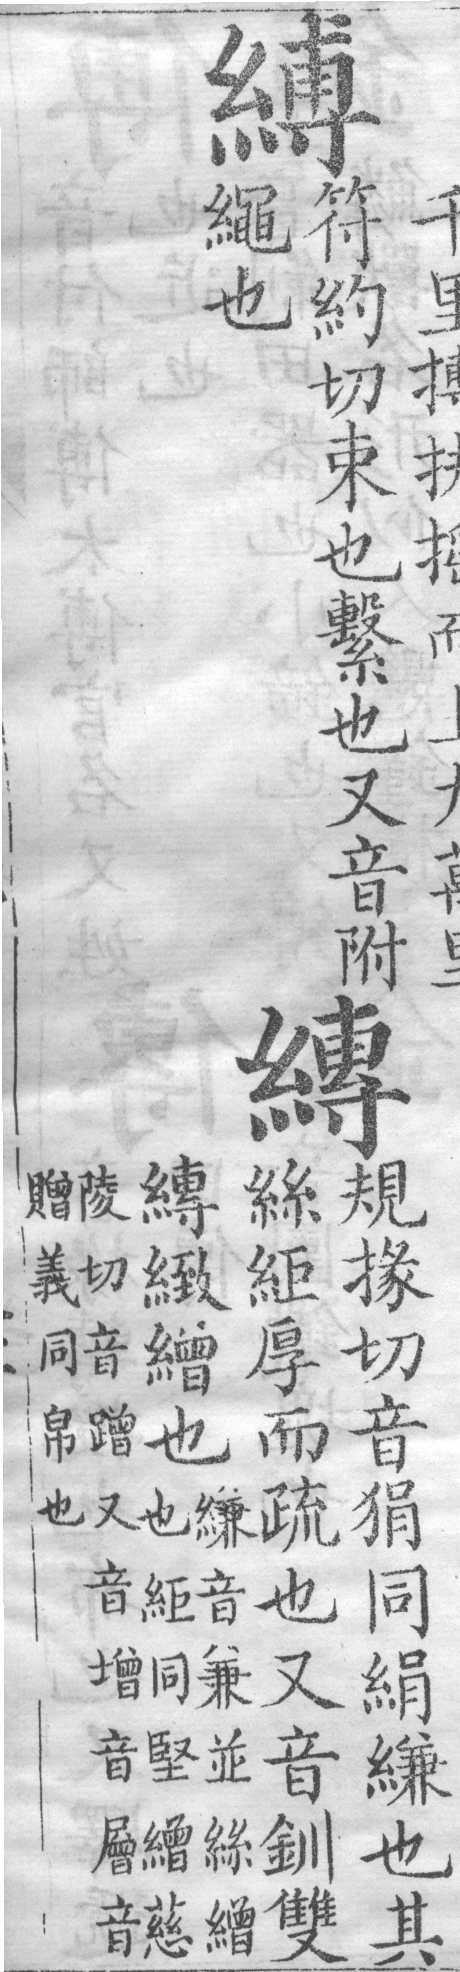 千里搏扶搖而上九萬里
縛
符約切束也繫也又音附
繩也
縳
規掾切音狷同絹縑也其
絲絙厚而疏也又音釧雙
縳緻繒也
縑音兼並絲繒
也絙同堅繒慈
陵切音蹭又音增音層音
贈義同帛也